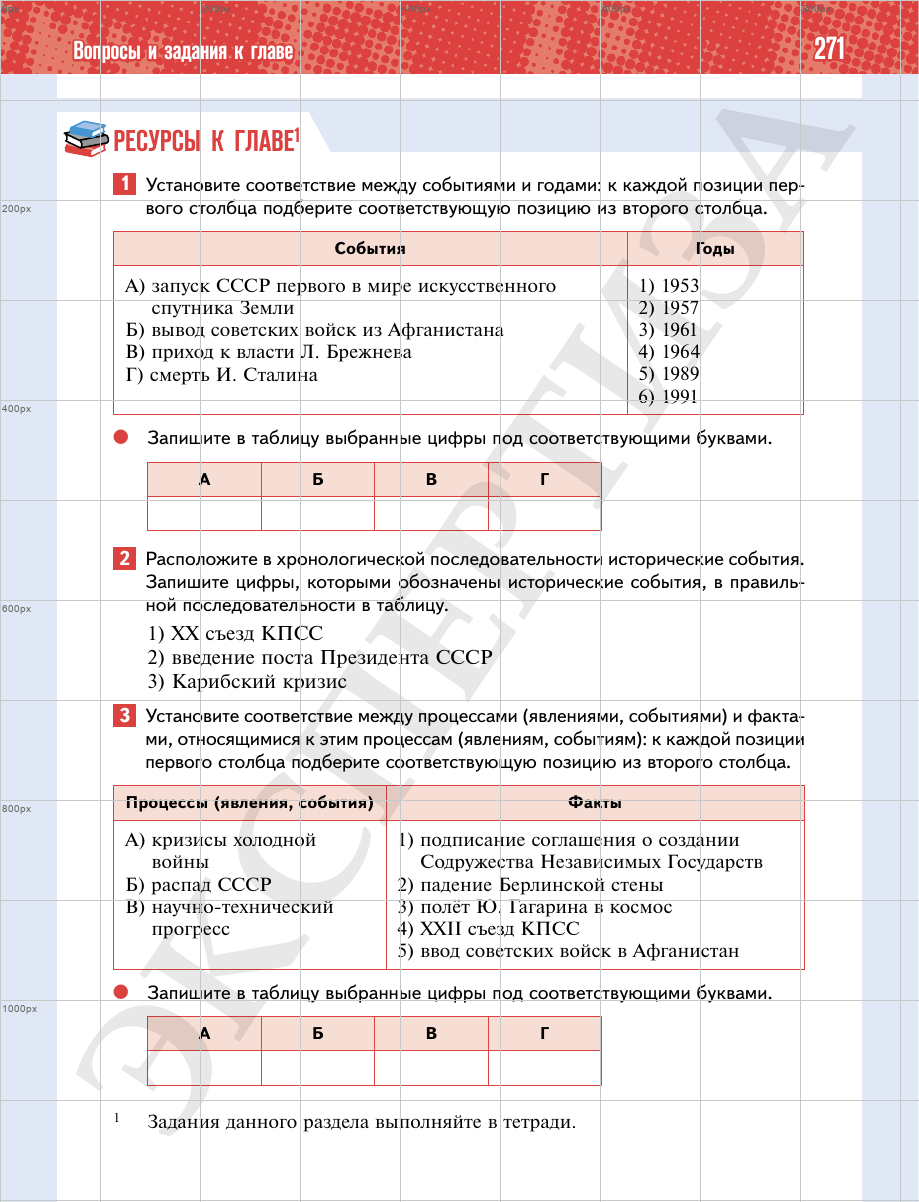 Вопросы и задания к главе
271
РЕСУРСЫ К ГЛАВЕ¹
1 Установите соответствие между событиями и годами: к каждой позиции пер-
вого столбца подберите соответствующую позицию из второго столбца.
События Годы
А) запуск СССР первого в мире искусственного
спутника Земли
Б) вывод советских войск из Афганистана
В) приход к власти Л. Брежнева
Г) смерть И. Сталина
1) 1953
2) 1957
3) 1961
4) 1964
5) 1989
6) 1991
Запишите в таблицу выбранные цифры под соответствующими буквами.
А Б В Г
2 Расположите в хронологической последовательности исторические события.
Запишите цифры, которыми обозначены исторические события, в правиль-
ной последовательности в таблицу.
1) XX съезд КПСС
2) введение поста Президента СССР
3) Карибский кризис
3 Установите соответствие между процессами (явлениями, событиями) и факта-
ми, относящимися к этим процессам (явлениям, событиям): к каждой позиции
первого столбца подберите соответствующую позицию из второго столбца.
Процессы (явления, события) Факты
А) кризисы холодной
войны
Б) распад СССР
В) научно-технический
прогресс
1) подписание соглашения о создании
Содружества Независимых Государств
2) падение Берлинской стены
3) полёт Ю. Гагарина в космос
4) XXII съезд КПСС
5) ввод советских войск в Афганистан
Запишите в таблицу выбранные цифры под соответствующими буквами.
А Б В Г
1 Задания данного раздела выполняйте в тетради.
ЭКСПЕРТИЗА
200px
400px
600px
800px
1000px